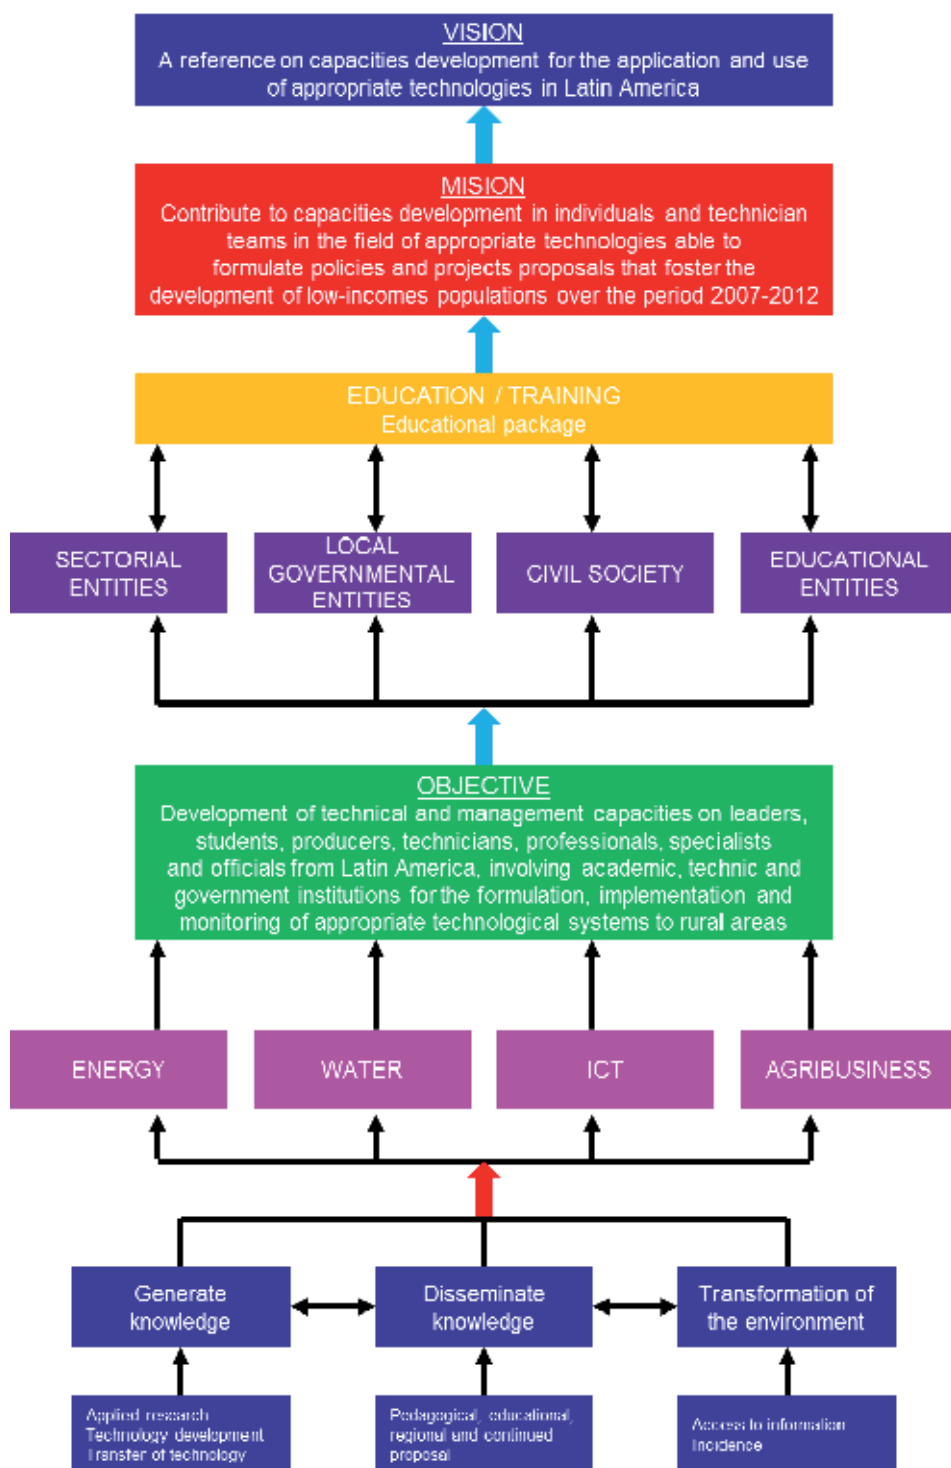 VISION
A reference on capacities development for the application and use
of appropriate technologies in Latin America
MISION
Contribute to capacities development in individuals and technician
teams in the field of appropriate technologies able to
formulate policies and projects proposals that foster the
development of low-incomes populations over the period 2007-2012
EDUCATION / TRAINING
Educational package
SECTORIAL
ENTITIES
LOCAL
GOVERNMENTAL
ENTITIES
CIVIL SOCIETY
EDUCATIONAL
ENTITIES
OBJECTIVE
Development of technical and management capacities on leaders,
students, producers, technicians, professionals, specialists
and officials from Latin America, involving academic, technic and
government institutions for the formulation, implementation and
monitoring of appropriate technological systems to rural areas
ENERGY
WATER
ICT
AGRIBUSINESS
Generate
knowledge
Disseminate
knowledge
Transformation of
the environment
Applied research
Technology development
Transfer of technology
Pedagogical, educational,
regional and continued
proposal
Access to information
Incidence